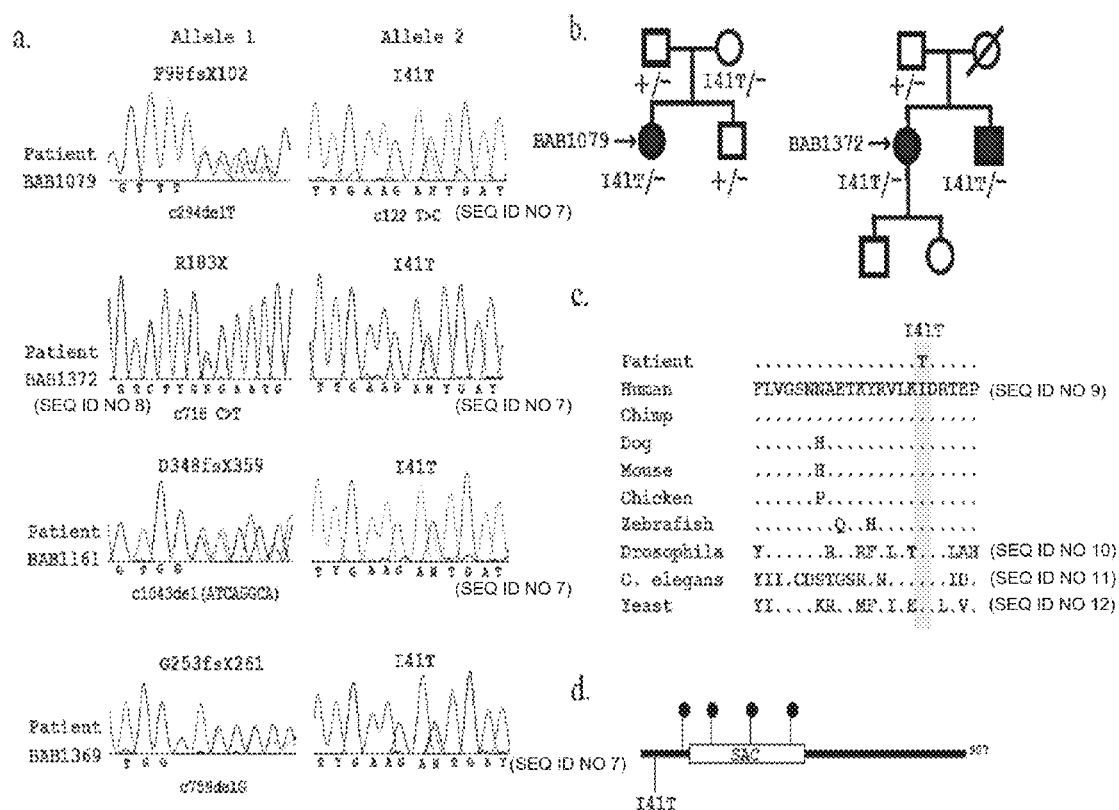 a.
Allele 1 Allele 2
F98fsX102 I41T
Patient
BAB1079
G T T T
T T G A A G A N T G A T
c294delT
c122 T>C (SEQ ID NO 7)
R183X I41T
Patient
BAB1372
T Y G A A G A N T G A T
(SEQ ID NO 8)
(SEQ ID NO 7)
D348fsX359 I41T
Patient
BAB1161
G T G G
T Y G A A G A N T G A T
c1043del(ATCAGGCA)
(SEQ ID NO 7)
G253fsX261 I41T
Patient
BAB1369
T G G
T Y G A A G A N T G A T
(SEQ ID NO 7)
c759delG
b.
+/- I41T/-
BAB1079→
I41T/- +/-
+/-
BAB1372→
I41T/- I41T/-
c.
I41T
Patient ..................T.....
Human (SEQ ID NO 9)
Chimp
Dog H
Mouse H
Chicken P
Zebrafish Q H
Drosophila (SEQ ID NO 10)
C. elegans (SEQ ID NO 11)
Yeast (SEQ ID NO 12)
d.
SAC 907
I41T